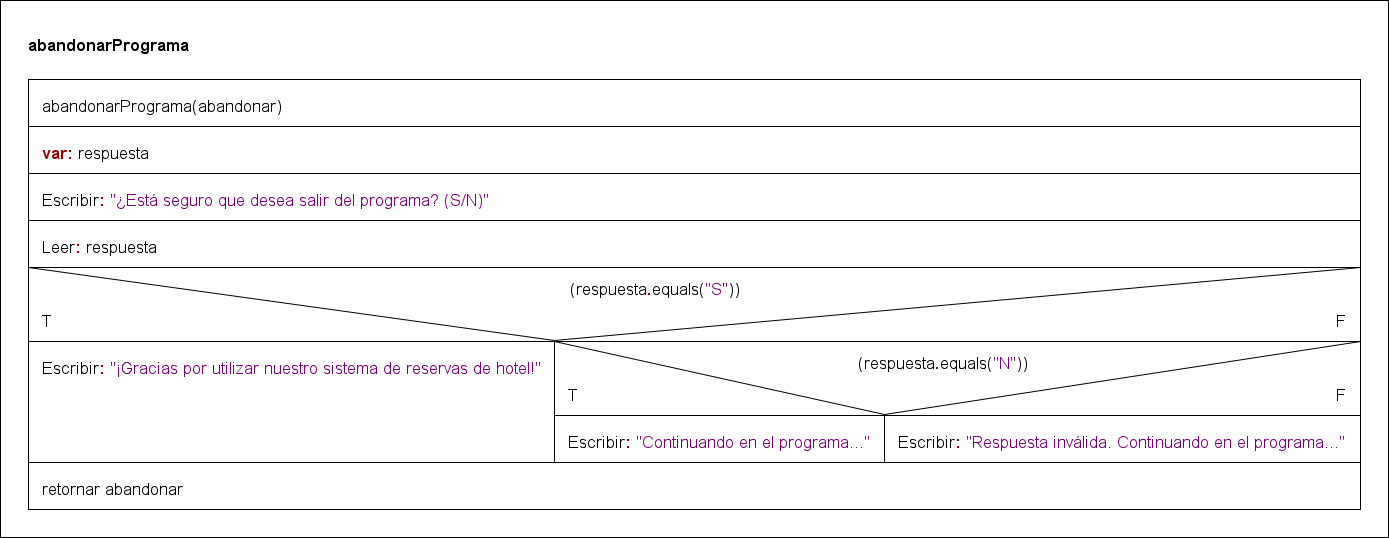 abandonarPrograma
abandonarPrograma(abandonar)
var: respuesta
Escribir: "¿Está seguro que desea salir del programa? (S/N)"
Leer: respuesta
(respuesta.equals("S"))
T
F
Escribir: "¡Gracias por utilizar nuestro sistema de reservas de hotel!"
(respuesta.equals("N"))
T
F
Escribir: "Continuando en el programa..."
Escribir: "Respuesta inválida. Continuando en el programa..."
retornar abandonar